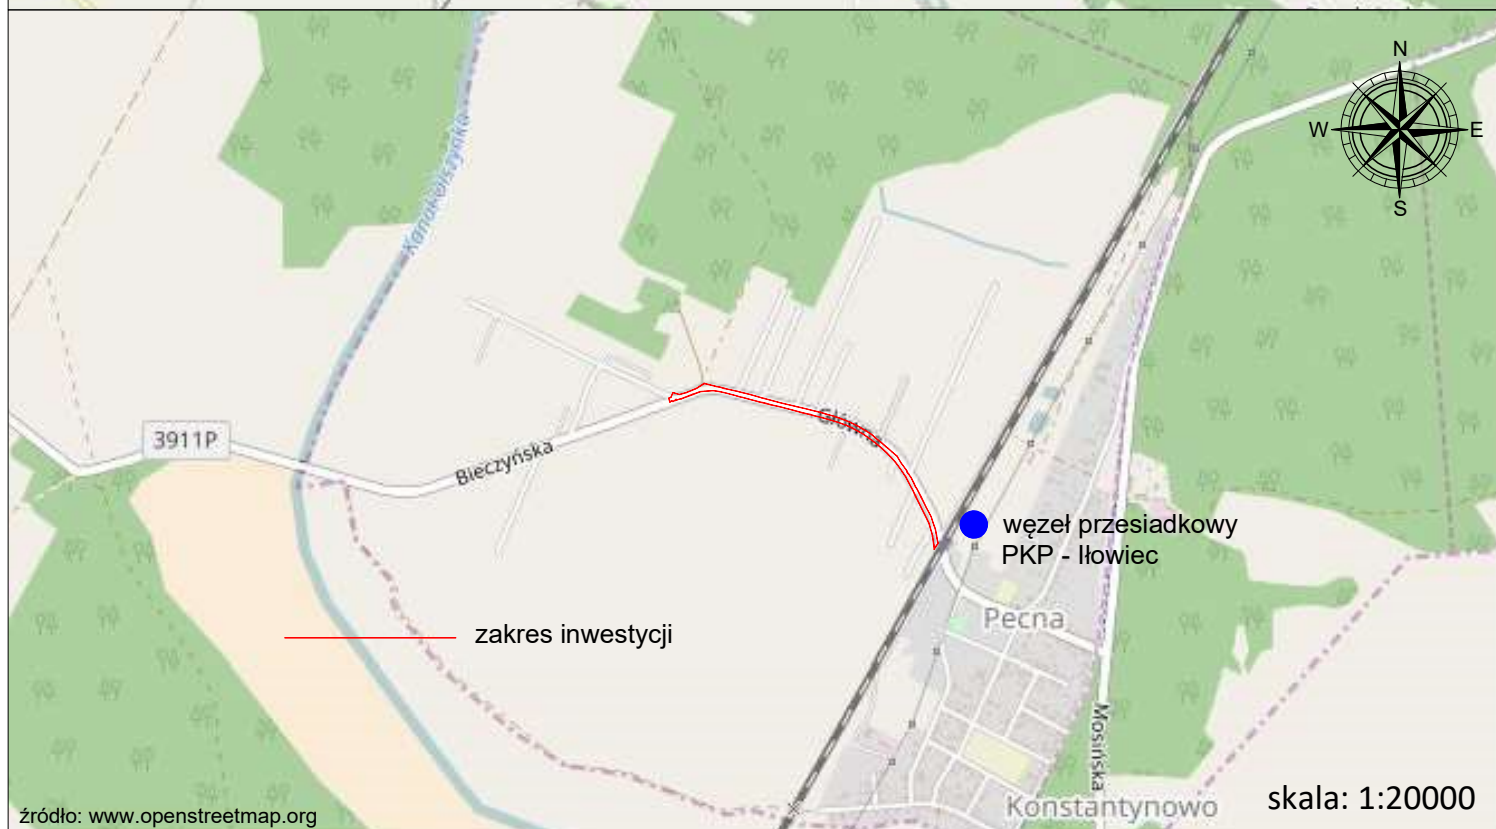 N
W E
S
Kanał Olszynka
3911P
Bieczyńska
Główna
węzeł przesiadkowy
PKP - Iłowiec
Pecna
zakres inwestycji
Mosińska
Konstantynowo
skala: 1:20000
źródło: www.openstreetmap.org